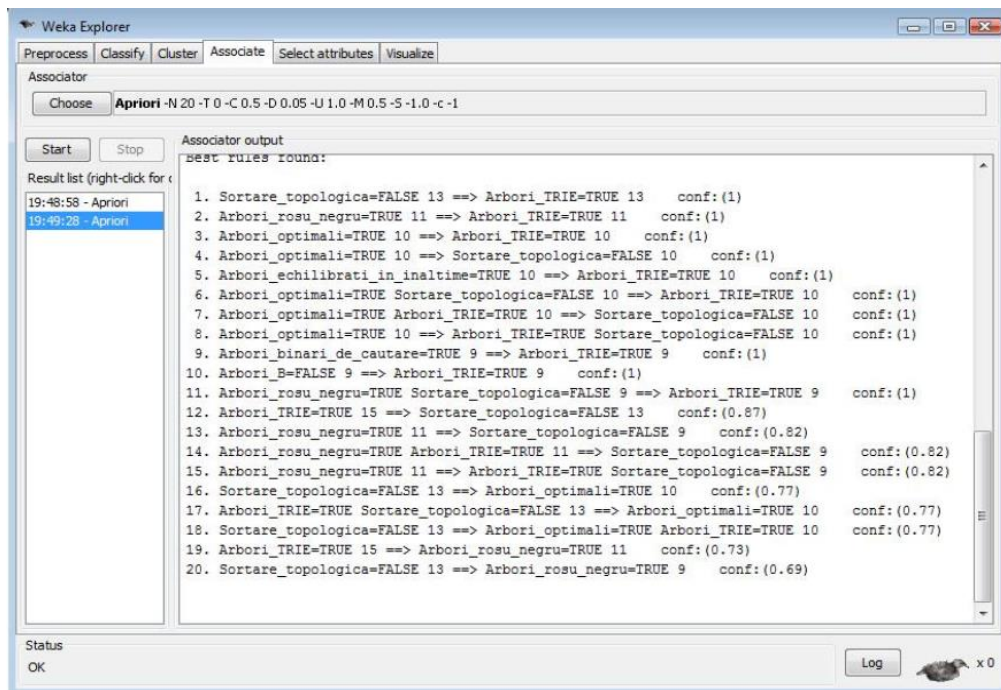 Weka Explorer
Preprocess Classify Cluster Associate Select attributes Visualize
Associator
Choose Apriori -N 20 -T 0 -C 0.5 -D 0.05 -U 1.0 -M 0.5 -S -1.0 -c -1
Start Stop
Result list (right-click for
19:48:58 - Apriori
19:49:28 - Apriori
Associator output
Best rules found:
1. Sortare_topologica=FALSE 13 ==> Arbori_TRIE=TRUE 13 conf:(1)
2. Arbori_rosu_negru=TRUE 11 ==> Arbori_TRIE=TRUE 11 conf:(1)
3. Arbori_optimali=TRUE 10 ==> Arbori_TRIE=TRUE 10 conf:(1)
4. Arbori_optimali=TRUE 10 ==> Sortare_topologica=FALSE 10 conf:(1)
5. Arbori_echilibrati_in_inaltime=TRUE 10 ==> Arbori_TRIE=TRUE 10 conf:(1)
6. Arbori_optimali=TRUE Sortare_topologica=FALSE 10 ==> Arbori_TRIE=TRUE 10 conf:(1)
7. Arbori_optimali=TRUE Arbori_TRIE=TRUE 10 ==> Sortare_topologica=FALSE 10 conf:(1)
8. Arbori_optimali=TRUE 10 ==> Arbori_TRIE=TRUE Sortare_topologica=FALSE 10 conf:(1)
9. Arbori_binari_de_cautare=TRUE 9 ==> Arbori_TRIE=TRUE 9 conf:(1)
10. Arbori_B=FALSE 9 ==> Arbori_TRIE=TRUE 9 conf:(1)
11. Arbori_rosu_negru=TRUE Sortare_topologica=FALSE 9 ==> Arbori_TRIE=TRUE 9 conf:(1)
12. Arbori_TRIE=TRUE 15 ==> Sortare_topologica=FALSE 13 conf:(0.87)
13. Arbori_rosu_negru=TRUE 11 ==> Sortare_topologica=FALSE 9 conf:(0.82)
14. Arbori_rosu_negru=TRUE Arbori_TRIE=TRUE 11 ==> Sortare_topologica=FALSE 9 conf:(0.82)
15. Arbori_rosu_negru=TRUE 11 ==> Arbori_TRIE=TRUE Sortare_topologica=FALSE 9 conf:(0.82)
16. Sortare_topologica=FALSE 13 ==> Arbori_optimali=TRUE 10 conf:(0.77)
17. Arbori_TRIE=TRUE Sortare_topologica=FALSE 13 ==> Arbori_optimali=TRUE 10 conf:(0.77)
18. Sortare_topologica=FALSE 13 ==> Arbori_optimali=TRUE Arbori_TRIE=TRUE 10 conf:(0.77)
19. Arbori_TRIE=TRUE 15 ==> Arbori_rosu_negru=TRUE 11 conf:(0.73)
20. Sortare_topologica=FALSE 13 ==> Arbori_rosu_negru=TRUE 9 conf:(0.69)
Status
OK
Log
x 0